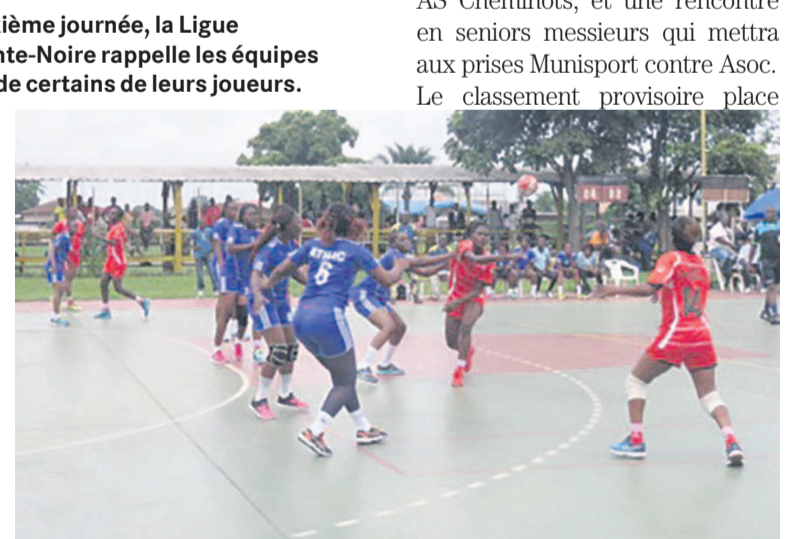 ième journée, la Ligue
nte-Noire rappelle les équipes
de certains de leurs joueurs.
AS Cheminots, et une rencontre
en seniors messieurs qui mettra
aux prises Munisport contre Asoc.
Le classement provisoire place
6
14